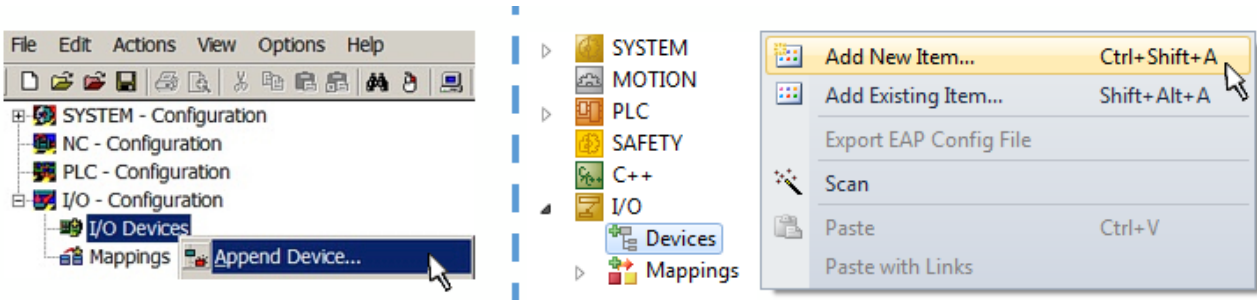 File Edit Actions View Options Help
SYSTEM - Configuration
NC - Configuration
PLC - Configuration
I/O - Configuration
I/O Devices
Mappings
Append Device...
SYSTEM
MOTION
PLC
SAFETY
C++
I/O
Devices
Mappings
Add New Item... Ctrl+Shift+A
Add Existing Item... Shift+Alt+A
Export EAP Config File
Scan
Paste Ctrl+V
Paste with Links